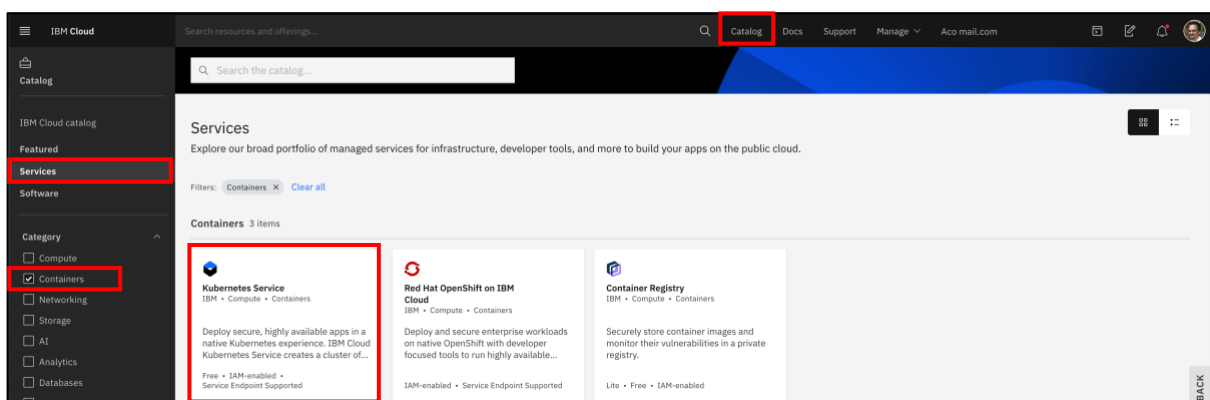 IBM Cloud
Search resources and offerings...
Catalog
Docs
Support
Manage
Aco mail.com
Catalog
Search the catalog...
IBM Cloud catalog
Featured
Services
Software
Category
Compute
Containers
Networking
Storage
AI
Analytics
Databases
Services
Explore our broad portfolio of managed services for infrastructure, developer tools, and more to build your apps on the public cloud.
Filters: Containers × Clear all
Containers 3 items
Kubernetes Service
IBM • Compute • Containers
Deploy secure, highly available apps in a
native Kubernetes experience. IBM Cloud
Kubernetes Service creates a cluster of...
Free • IAM-enabled •
Service Endpoint Supported
Red Hat OpenShift on IBM
Cloud
IBM • Compute • Containers
Deploy and secure enterprise workloads
on native OpenShift with developer
focused tools to run highly available...
IAM-enabled • Service Endpoint Supported
Container Registry
IBM • Compute • Containers
Securely store container images and
monitor their vulnerabilities in a private
registry.
Lite • Free • IAM-enabled
BACK